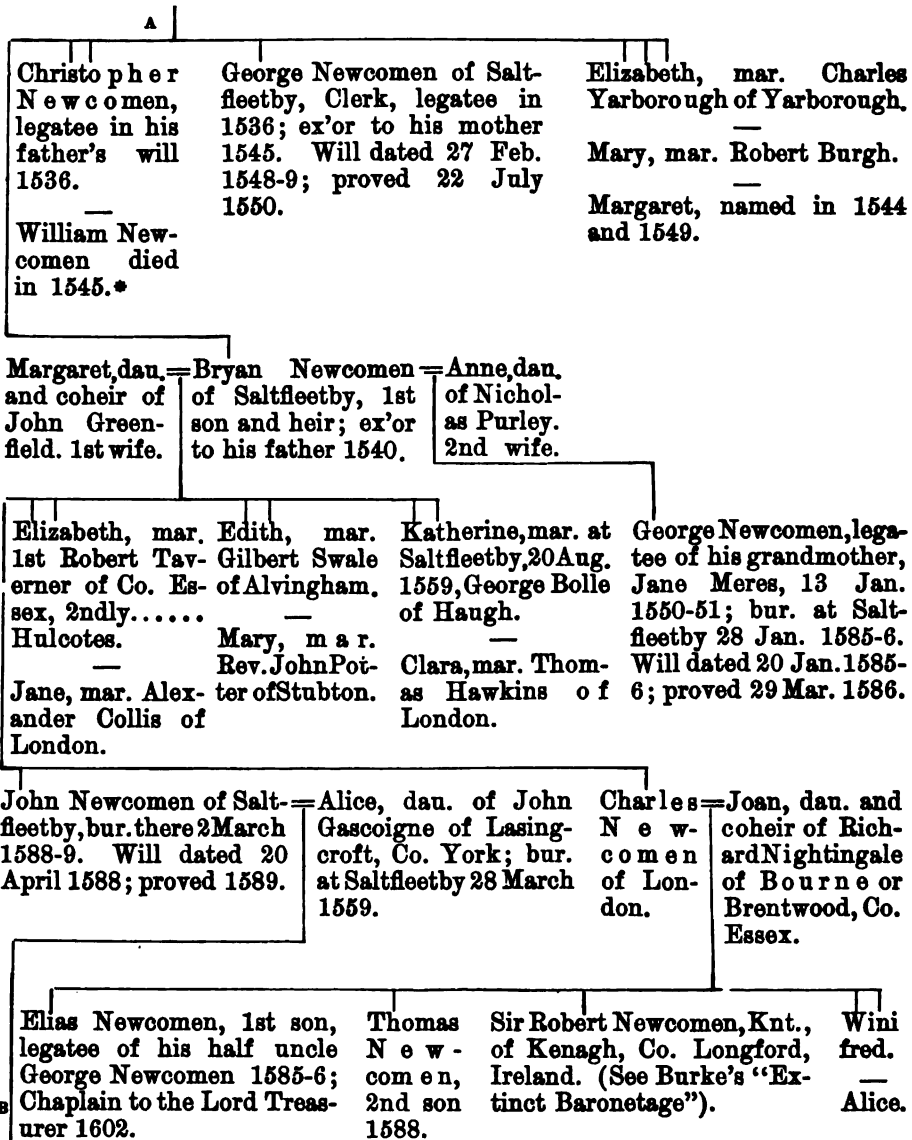 A
Christopher
Newcomen,
legatee in his
father's will
1536.
—
William New-
comen died
in 1545.*
George Newcomen of Salt-
fleetby, Clerk, legatee in
1536; ex'or to his mother
1545. Will dated 27 Feb.
1548-9; proved 22 July
1550.
Elizabeth, mar. Charles
Yarborough of Yarborough.
—
Mary, mar. Robert Burgh.
—
Margaret, named in 1544
and 1549.
Margaret, dau.
and coheir of
John Green-
field. 1st wife.
=
Bryan Newcomen
of Saltfleetby, 1st
son and heir; ex'or
to his father 1540.
=
Anne, dau.
of Nichol-
as Purley.
2nd wife.
Elizabeth, mar.
1st Robert Tav-
erner of Co. Es-
sex, 2ndly......
Hulcotes.
—
Jane, mar. Alex-
ander Collis of
London.
Edith, mar.
Gilbert Swale
of Alvingham.
—
Mary, mar.
Rev. John Poi-
ter of Stubton.
Katherine, mar. at
Saltfleetby, 20 Aug.
1559, George Bolle
of Haugh.
—
Clara, mar. Thom-
as Hawkins of
London.
George Newcomen, lega-
tee of his grandmother,
Jane Meres, 13 Jan.
1550-51; bur. at Salt-
fleetby 28 Jan. 1585-6.
Will dated 20 Jan. 1585-
6; proved 29 Mar. 1586.
John Newcomen of Salt-
fleetby, bur. there 2 March
1588-9. Will dated 20
April 1588; proved 1589.
=
Alice, dau. of John
Gascoigne of Lasing-
croft, Co. York; bur.
at Saltfleetby 28 March
1559.
Charles
New-
comen
of Lon-
don.
=
Joan, dau. and
coheir of Rich-
ard Nightingale
of Bourne or
Brentwood, Co.
Essex.
Elias Newcomen, 1st son,
legatee of his half uncle
George Newcomen 1585-6;
Chaplain to the Lord Treas-
urer 1602.
B
Thomas
New-
comen,
2nd son
1588.
Sir Robert Newcomen, Knt.,
of Kenagh, Co. Longford,
Ireland. (See Burke's "Ex-
tinct Baronetage").
Wini
fred.
—
Alice.